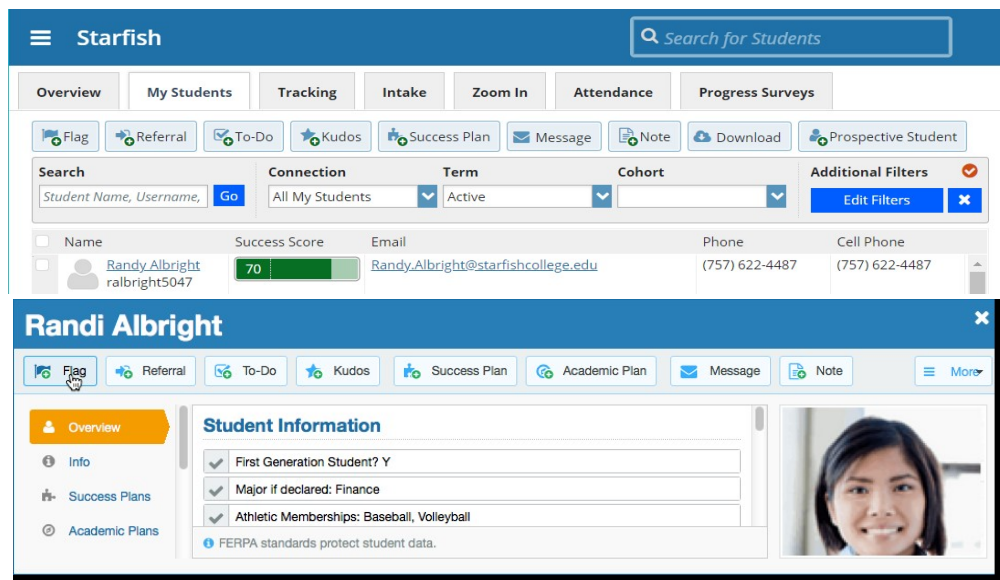 Starfish
Search for Students
Overview My Students Tracking Intake Zoom In Attendance Progress Surveys
Flag Referral To-Do Kudos Success Plan Message Note Download Prospective Student
Search Connection Term Cohort Additional Filters
Student Name, Username, Go All My Students Active Edit Filters
Name Success Score Email Phone Cell Phone
Randy Albright 70 Randy.Albright@starfishcollege.edu (757) 622-4487 (757) 622-4487
ralbright5047
Randi Albright
Flag Referral To-Do Kudos Success Plan Academic Plan Message Note More
Overview
Student Information
Info
First Generation Student? Y
Success Plans
Major if declared: Finance
Academic Plans
Athletic Memberships: Baseball, Volleyball
FERPA standards protect student data.